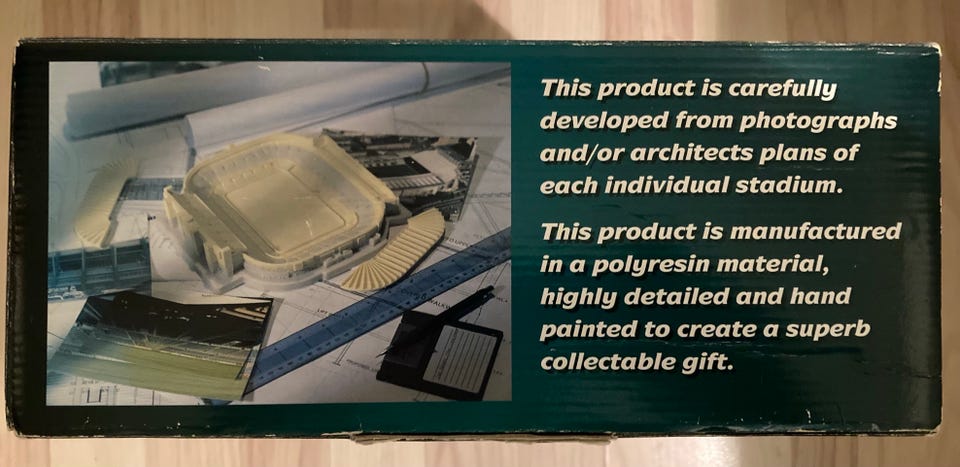 This product is carefully
developed from photographs
and/or architects plans of
each individual stadium.
This product is manufactured
in a polyresin material,
highly detailed and hand
painted to create a superb
collectable gift.